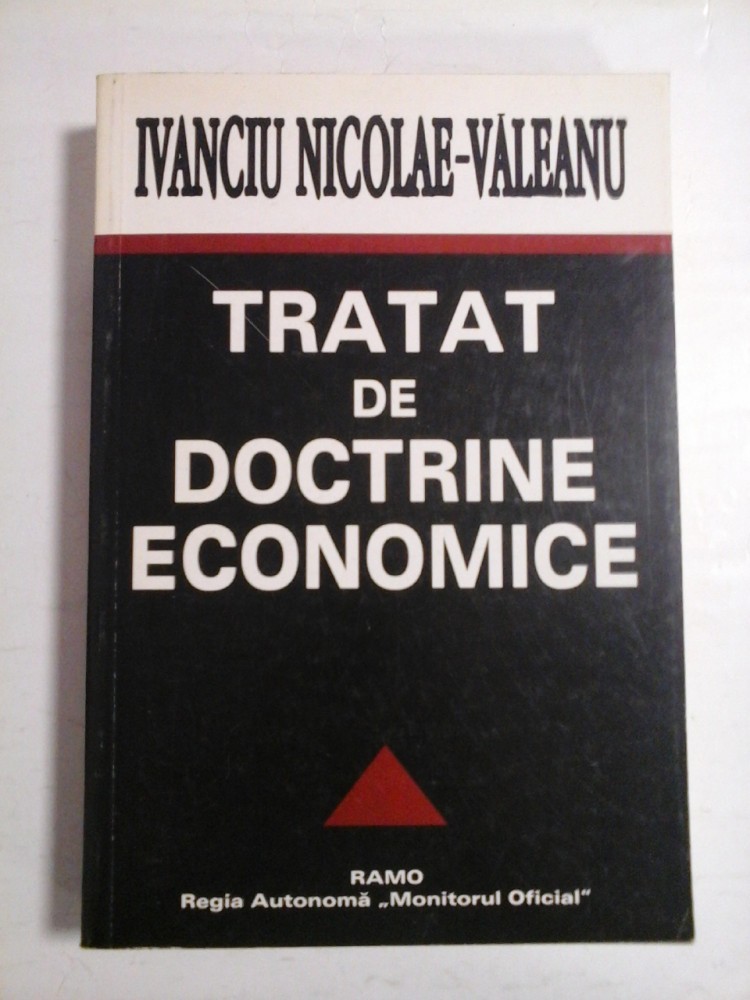 IVANCIU NICOLAE-VĂLEANU
TRATAT
DE
DOCTRINE
ECONOMICE
RAMO
Regia Autonomă „Monitorul Oficial“